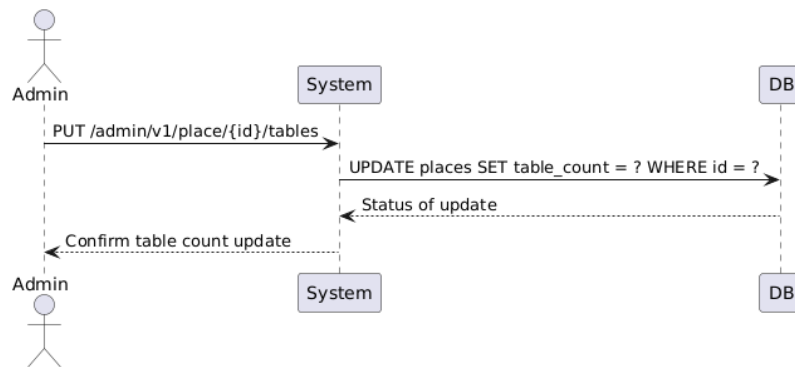 Admin
System
DB
PUT /admin/v1/place/{id}/tables
UPDATE places SET table_count = ? WHERE id = ?
Status of update
Confirm table count update
Admin
System
DB